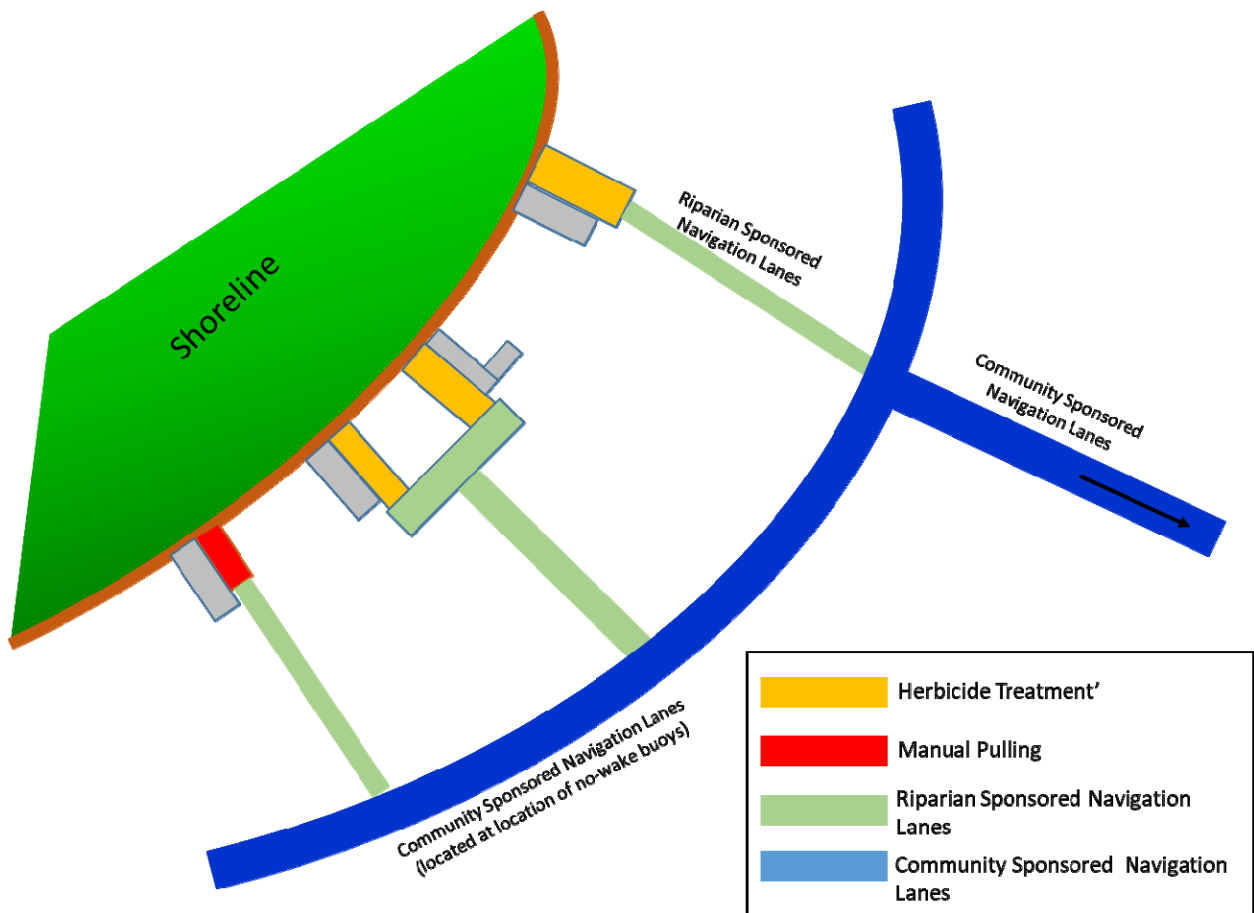 Shoreline
Riparian Sponsored
Navigation Lanes
Community Sponsored
Navigation Lanes
Community Sponsored Navigation Lanes
(located at location of no-wake buoys)
Herbicide Treatment’
Manual Pulling
Riparian Sponsored Navigation
Lanes
Community Sponsored Navigation
Lanes